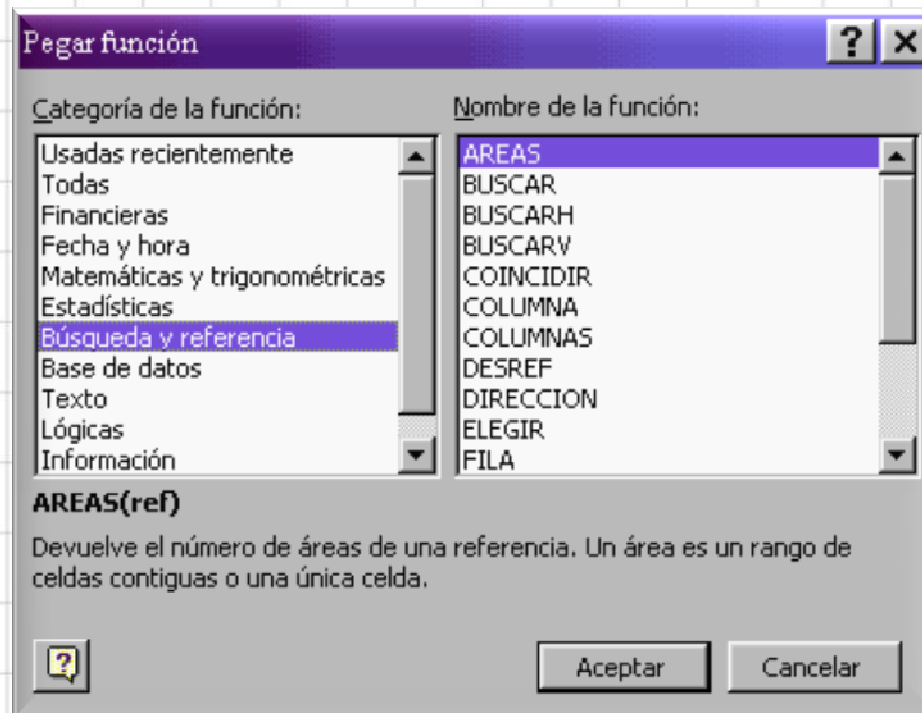 Pegar función
Categoría de la función:
Usadas recientemente
Todas
Financieras
Fecha y hora
Matemáticas y trigonométricas
Estadísticas
Búsqueda y referencia
Base de datos
Texto
Lógicas
Información
Nombre de la función:
AREAS
BUSCAR
BUSCARH
BUSCARV
COINCIDIR
COLUMNA
COLUMNAS
DESREF
DIRECCION
ELEGIR
FILA
AREAS(ref)
Devuelve el número de áreas de una referencia. Un área es un rango de
celdas contiguas o una única celda.
Aceptar
Cancelar